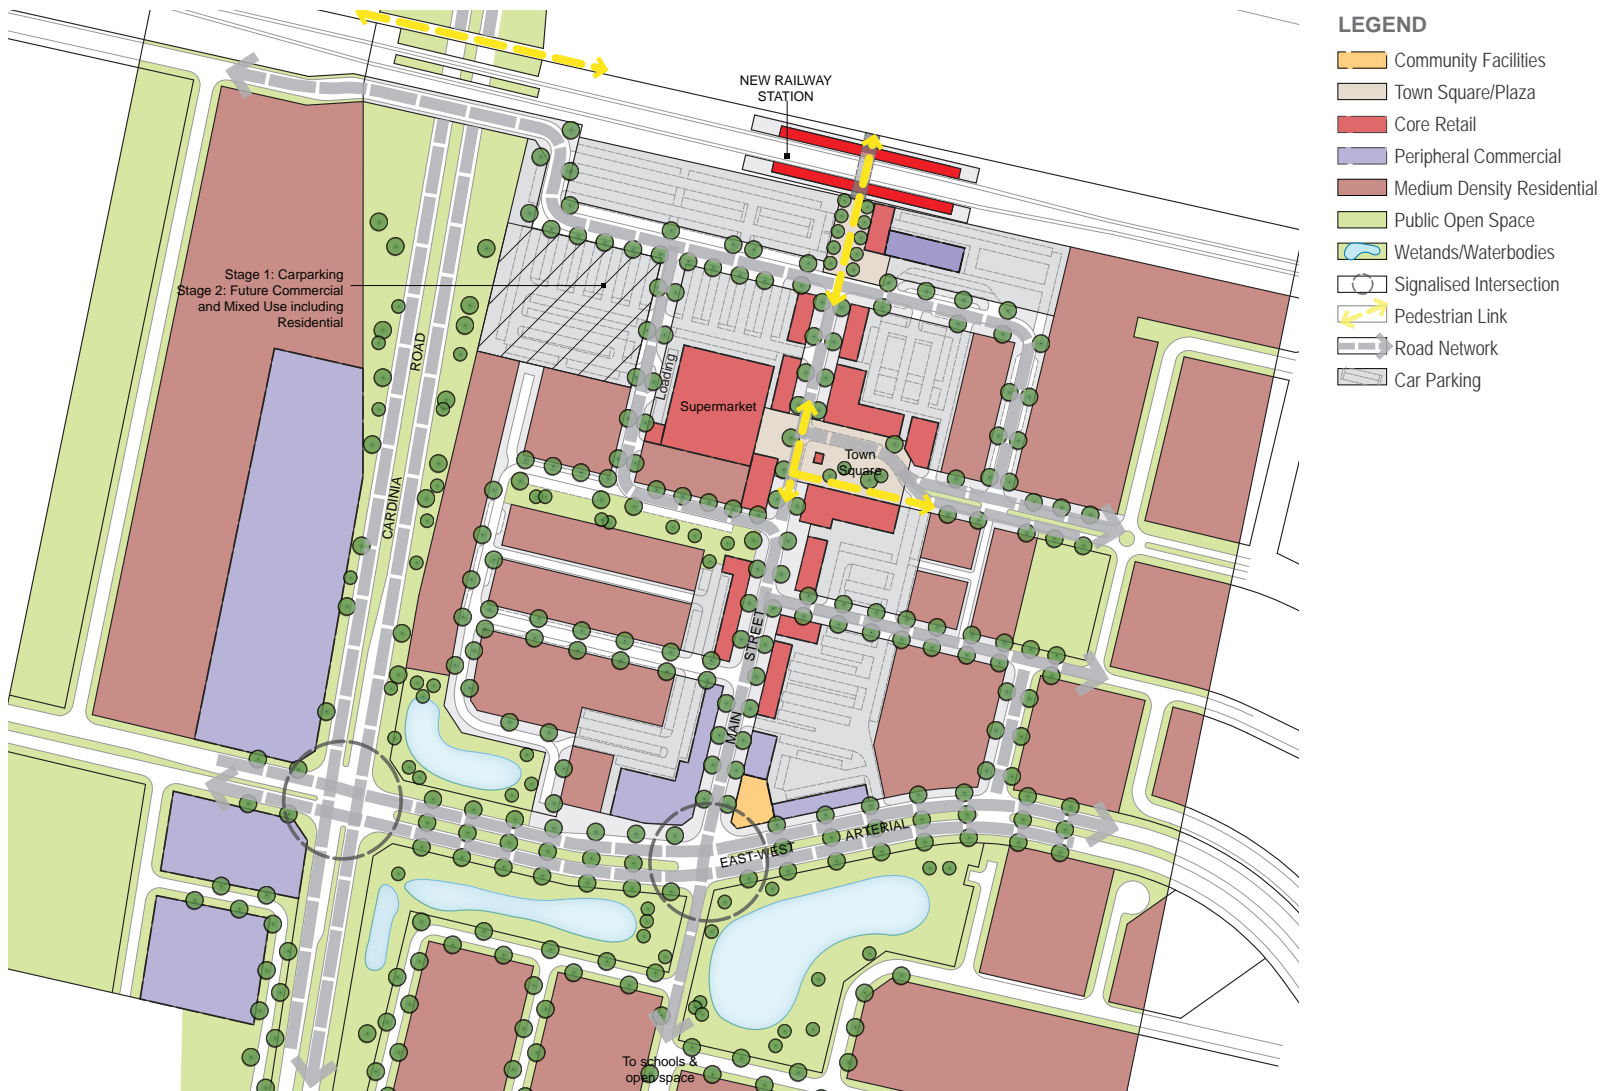 NEW RAILWAY
STATION
Stage 1: Carparking
Stage 2: Future Commercial
and Mixed Use including
Residential
ROAD
CARDINIA
Loading
Supermarket
Town
Square
STREET
MAIN
EAST-WEST
ARTERIAL
To schools &
open space
LEGEND
Community Facilities
Town Square/Plaza
Core Retail
Peripheral Commercial
Medium Density Residential
Public Open Space
Wetands/Waterbodies
Signalised Intersection
Pedestrian Link
Road Network
Car Parking